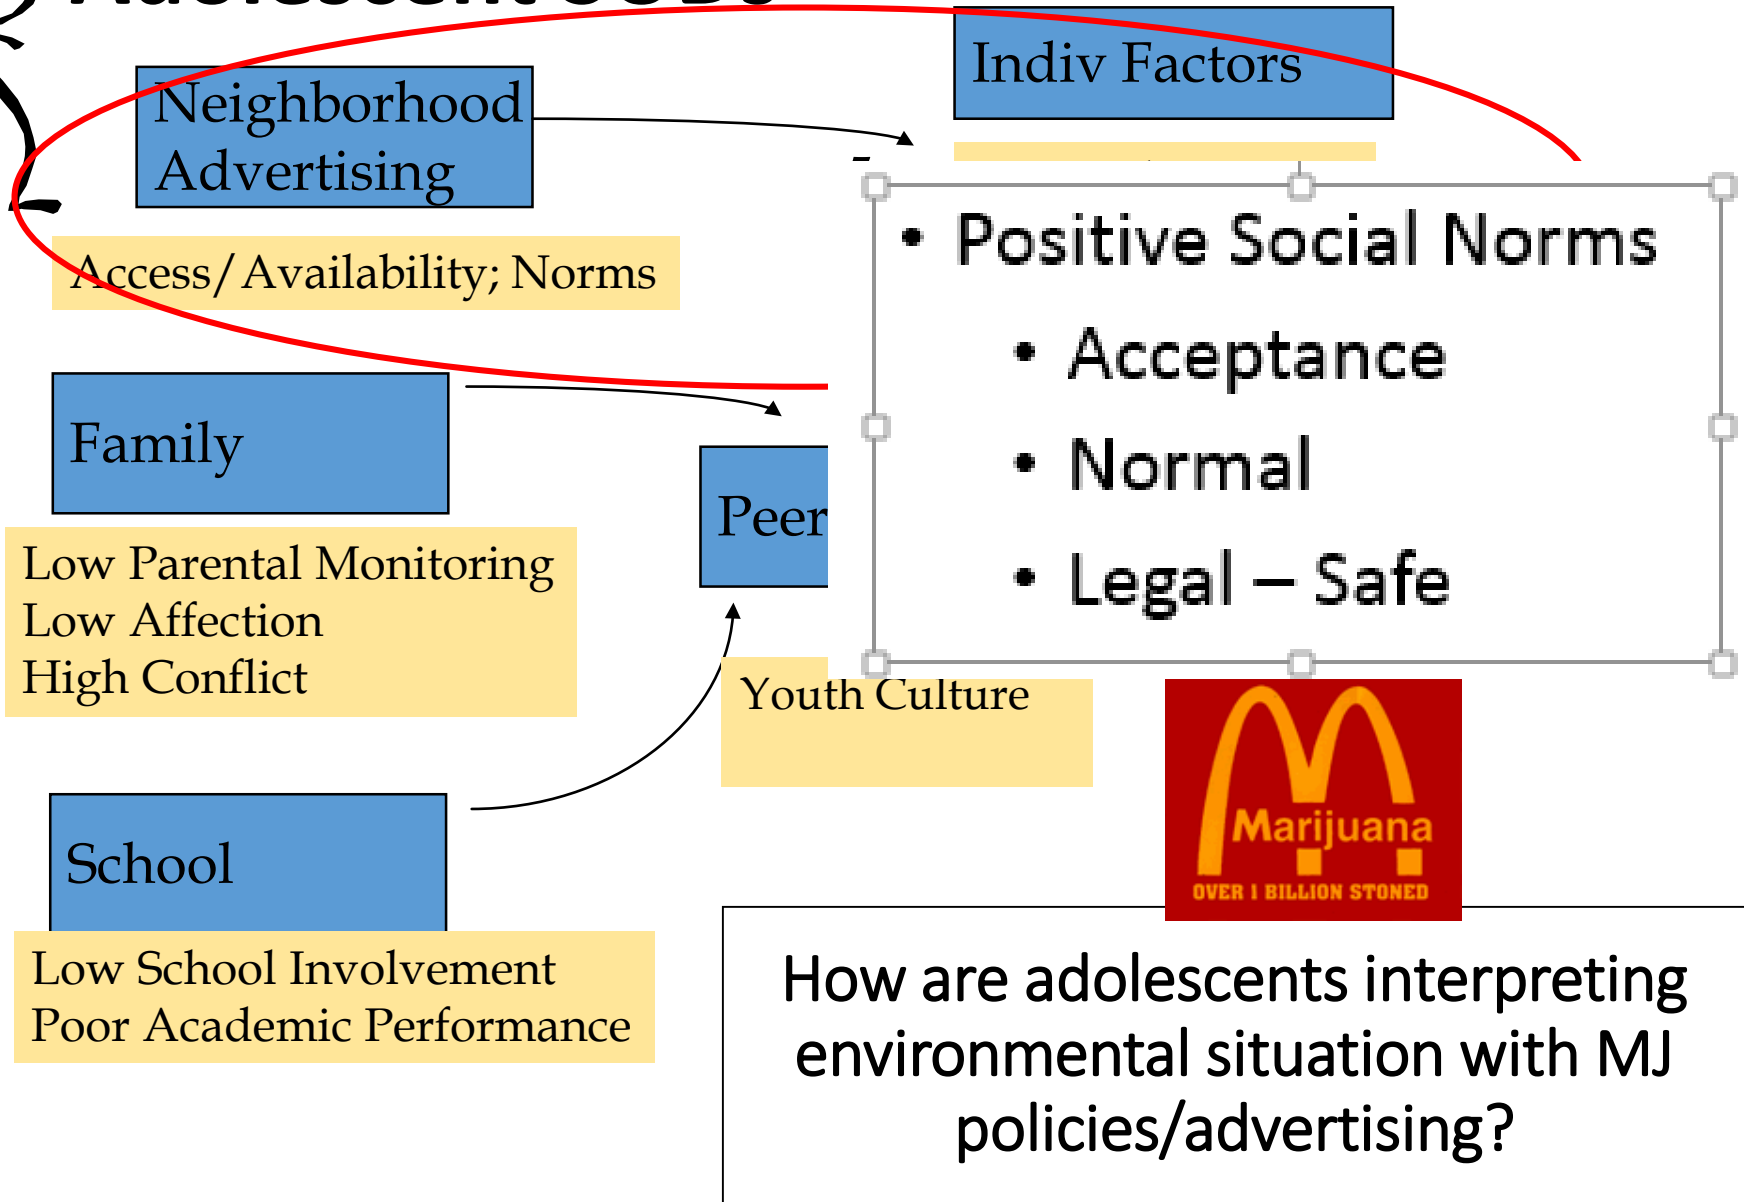 Adolescent SUDs
Indiv Factors
Neighborhood
Advertising
Access/Availability; Norms
• Positive Social Norms
• Acceptance
• Normal
• Legal – Safe
Family
Low Parental Monitoring
Low Affection
High Conflict
Peer
Youth Culture
School
Low School Involvement
Poor Academic Performance
Marijuana
OVER 1 BILLION STONED
How are adolescents interpreting
environmental situation with MJ
policies/advertising?